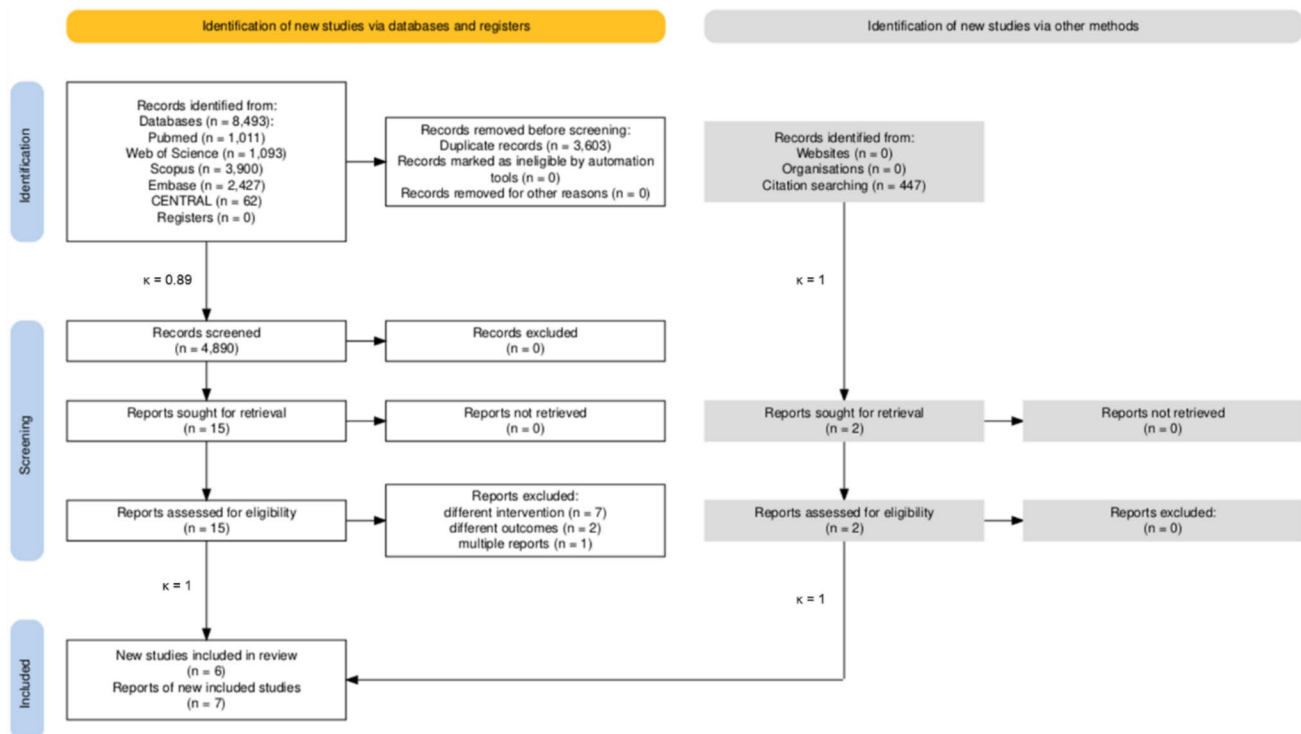 Identification of new studies via databases and registers
Identification of new studies via other methods
Identification
Records identified from:
Databases (n = 8,493):
Pubmed (n = 1,011)
Web of Science (n = 1,093)
Scopus (n = 3,900)
Embase (n = 2,427)
CENTRAL (n = 62)
Registers (n = 0)
Records removed before screening:
Duplicate records (n = 3,603)
Records marked as ineligible by automation
tools (n = 0)
Records removed for other reasons (n = 0)
Records identified from:
Websites (n = 0)
Organisations (n = 0)
Citation searching (n = 447)
κ = 0.89
κ = 1
Screening
Records screened
(n = 4,890)
Records excluded
(n = 0)
Reports sought for retrieval
(n = 15)
Reports not retrieved
(n = 0)
Reports sought for retrieval
(n = 2)
Reports not retrieved
(n = 0)
Reports assessed for eligibility
(n = 15)
Reports excluded:
different intervention (n = 7)
different outcomes (n = 2)
multiple reports (n = 1)
Reports assessed for eligibility
(n = 2)
Reports excluded:
(n = 0)
κ = 1
κ = 1
Included
New studies included in review
(n = 6)
Reports of new included studies
(n = 7)